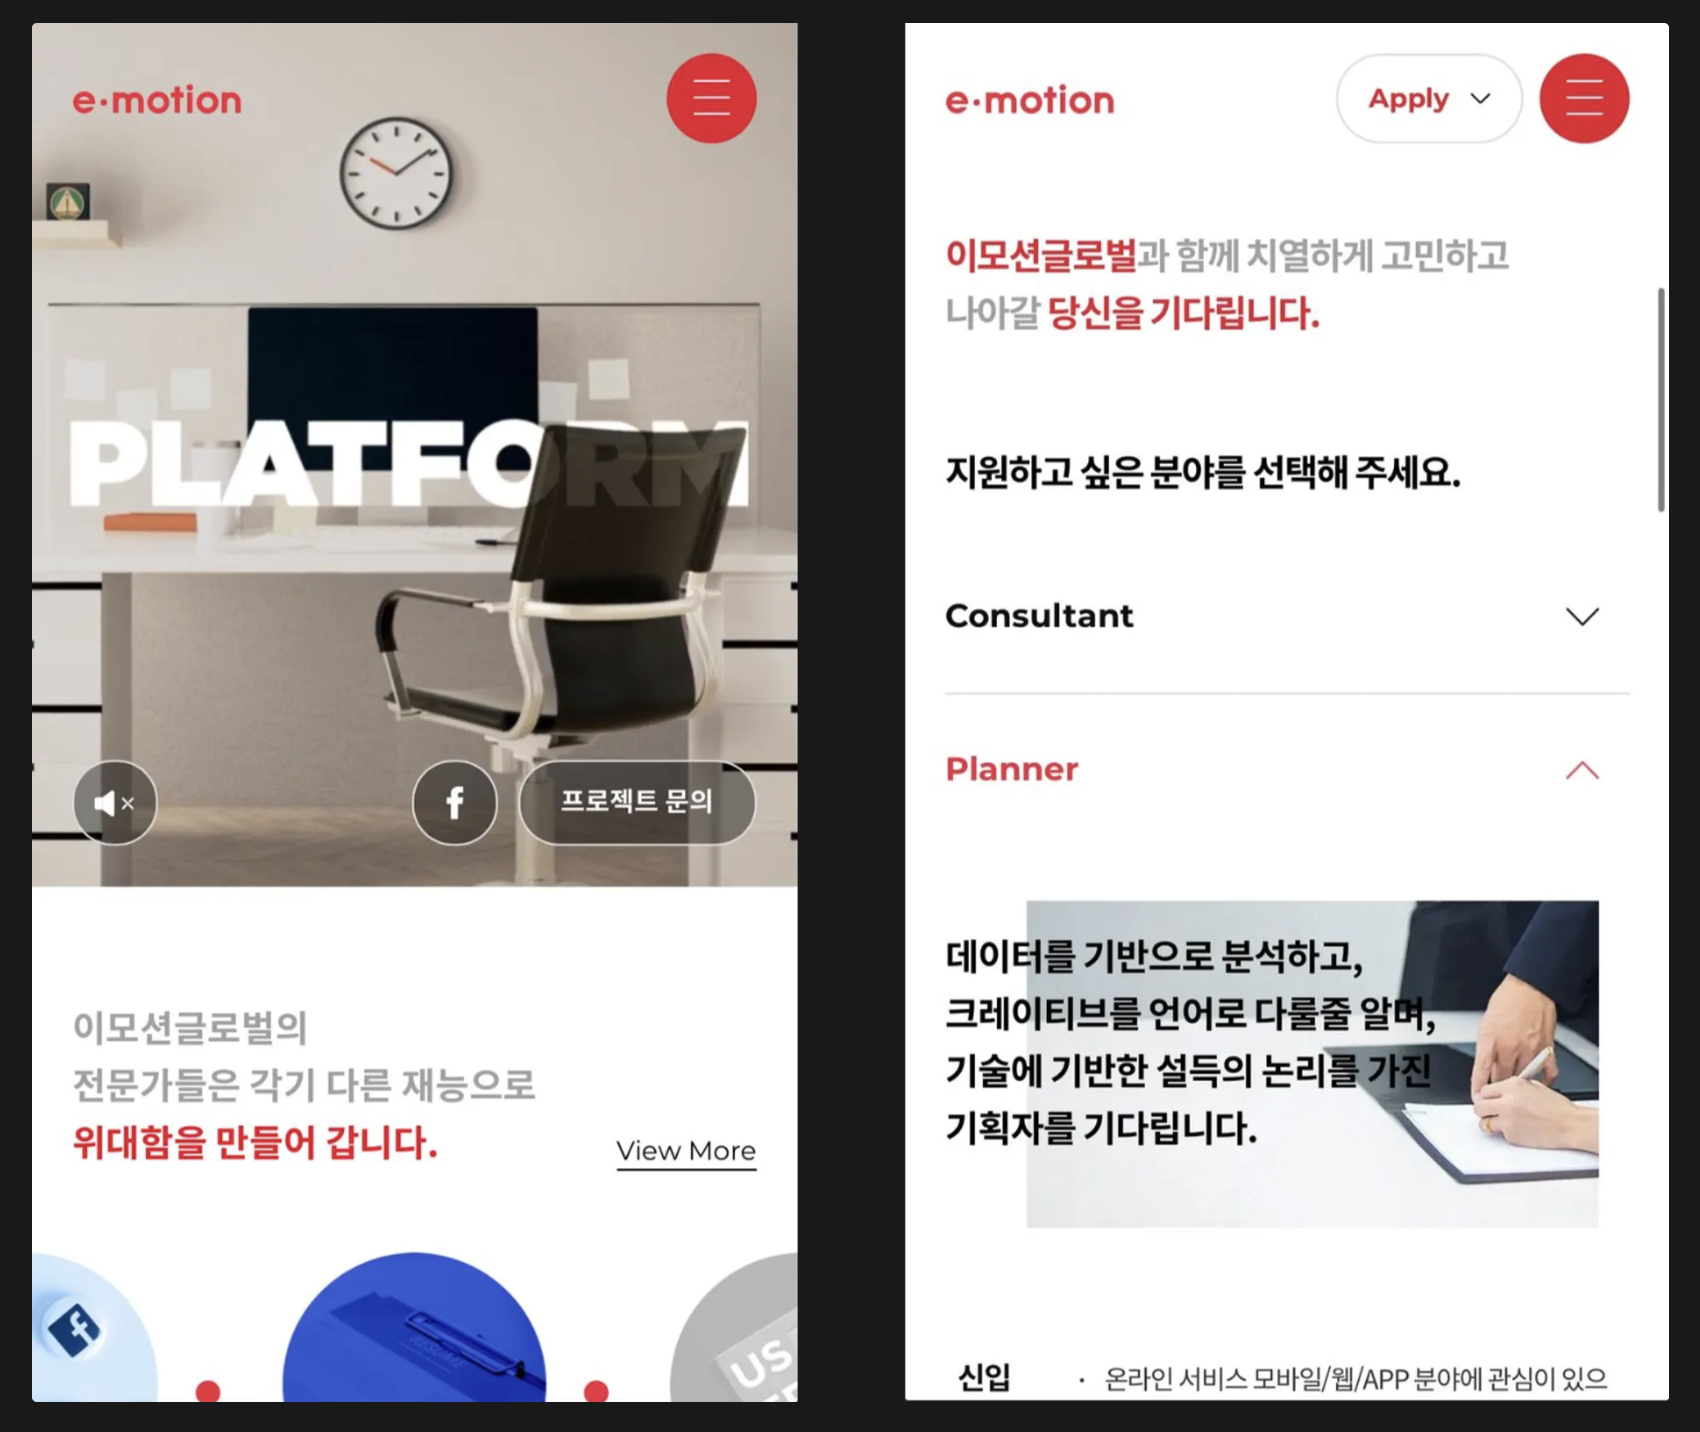 e·motion
PLATFORM
프로젝트 문의
이모션글로벌의
전문가들은 각기 다른 재능으로
위대함을 만들어 갑니다.
View More
US
e·motion
Apply
이모션글로벌과 함께 치열하게 고민하고
나아갈 당신을 기다립니다.
지원하고 싶은 분야를 선택해 주세요.
Consultant
Planner
데이터를 기반으로 분석하고,
크레이티브를 언어로 다룰줄 알며,
기술에 기반한 설득의 논리를 가진
기획자를 기다립니다.
신입
· 온라인 서비스 모바일/웹/APP 분야에 관심이 있으